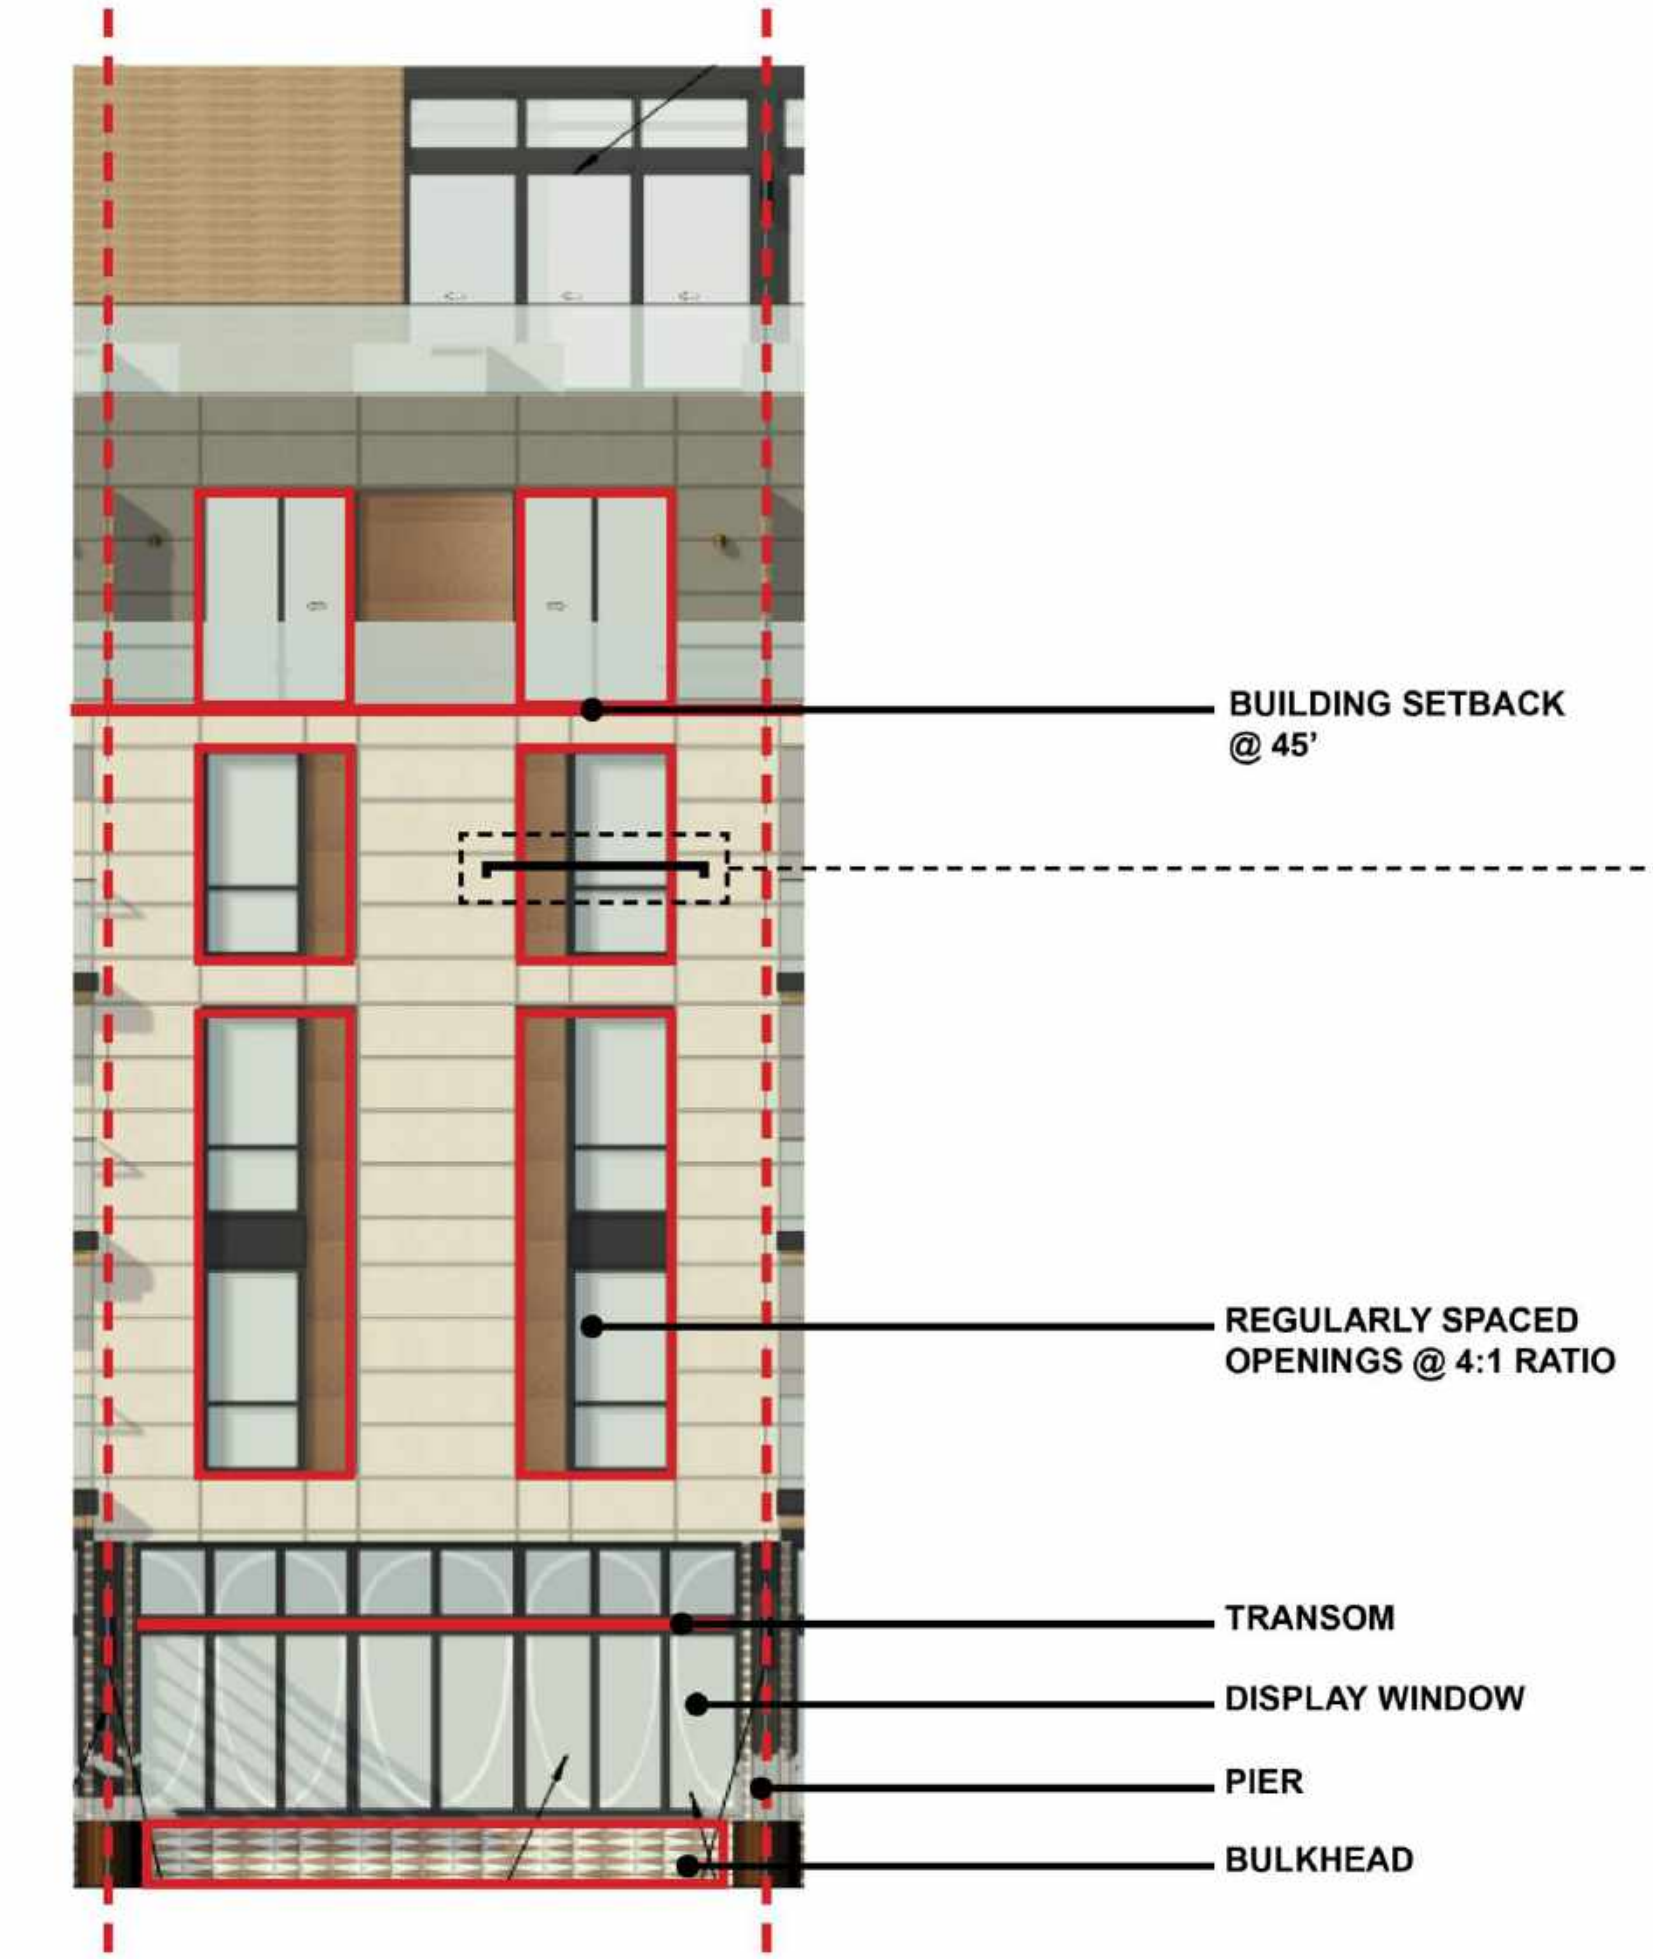 BUILDING SETBACK
@ 45’
REGULARLY SPACED
OPENINGS @ 4:1 RATIO
TRANSOM
DISPLAY WINDOW
PIER
BULKHEAD